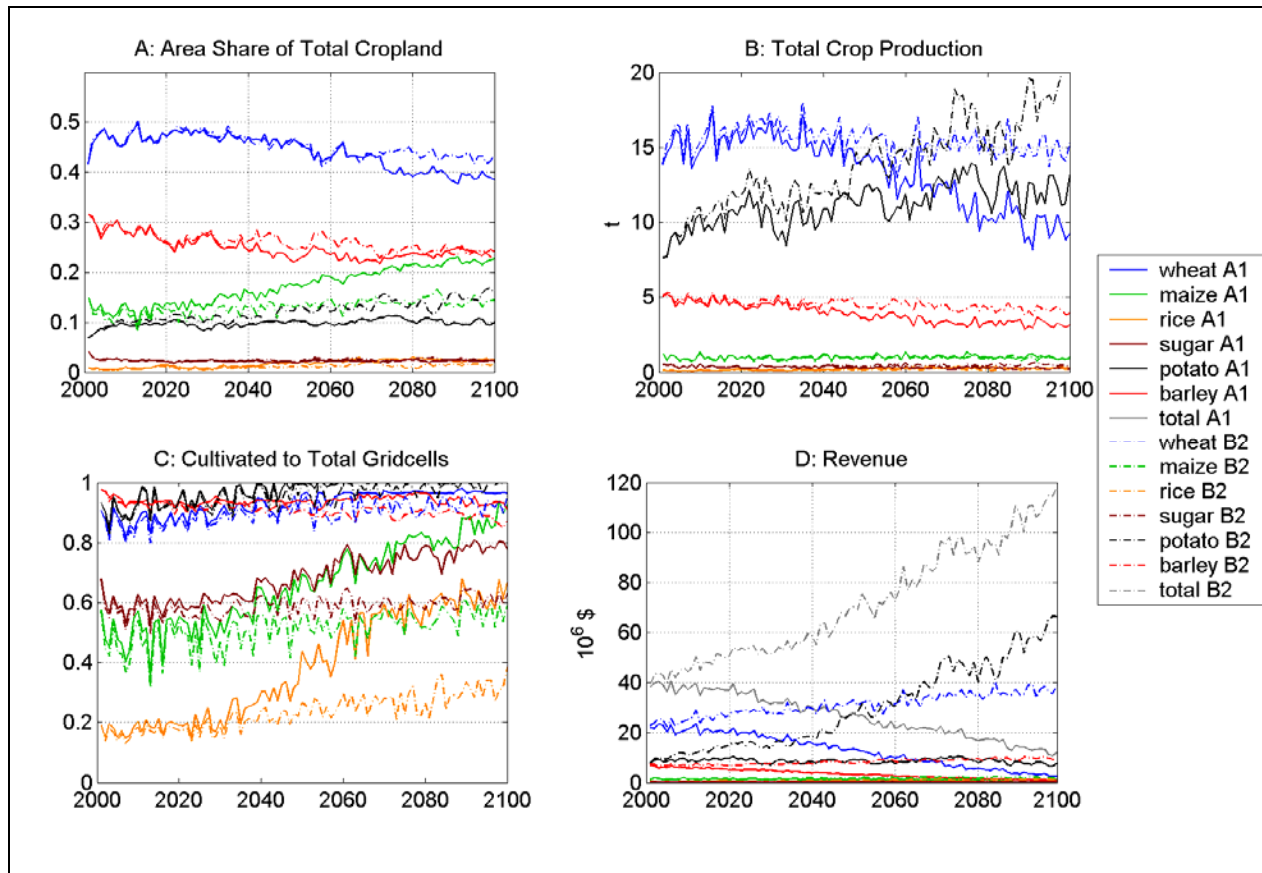 A: Area Share of Total Cropland
0.5
0.4
0.3
0.2
0.1
0
2000 2020 2040 2060 2080 2100
B: Total Crop Production
20
15
10
5
0
t
2000 2020 2040 2060 2080 2100
C: Cultivated to Total Gridcells
1
0.8
0.6
0.4
0.2
0
2000 2020 2040 2060 2080 2100
D: Revenue
120
100
80
60
40
20
0
10^6 $
2000 2020 2040 2060 2080 2100
wheat A1
maize A1
rice A1
sugar A1
potato A1
barley A1
total A1
wheat B2
maize B2
rice B2
sugar B2
potato B2
barley B2
total B2